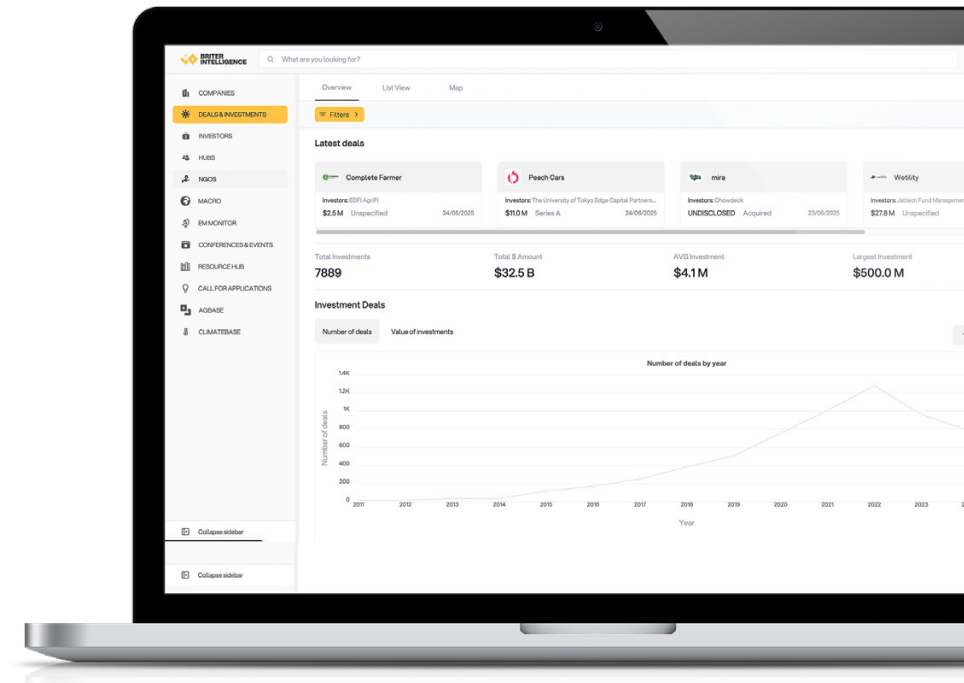 BRITER
INTELLIGENCE
What are you looking for?
COMPANIES
DEALS & INVESTMENTS
INVESTORS
HUBS
NGOS
MACRO
EM MONITOR
CONFERENCES & EVENTS
RESOURCE HUB
CALL FOR APPLICATIONS
AGBASE
CLIMATEBASE
Collapse sidebar
Collapse sidebar
Overview List View Map
Filters
Latest deals
Complete Farmer
Investors: EDFI AgriFI
$2.5 M Unspecified 24/06/2025
Peach Cars
Investors: The University of Tokyo Edge Capital Partners...
$11.0 M Series A 24/06/2025
mira
Investors: Chowdeck
UNDISCLOSED Acquired 23/06/2025
Wetility
Investors: Jaltech Fund Managemen
$27.8 M Unspecified
Total Investments
7889
Total $ Amount
$32.5 B
AVG Investment
$4.1 M
Largest Investment
$500.0 M
Investment Deals
Number of deals Value of investments
Number of deals by year
Number of deals
1.4K
1.2K
1K
800
600
400
200
0
2011 2012 2013 2014 2015 2016 2017 2018 2019 2020 2021 2022 2023
Year